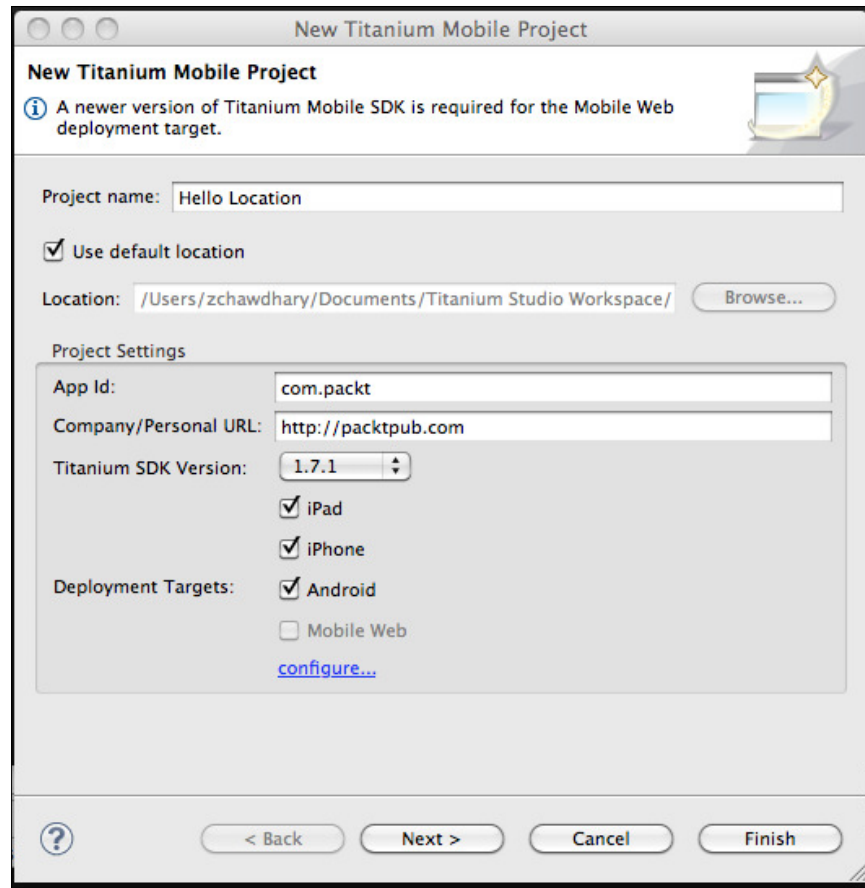 New Titanium Mobile Project
New Titanium Mobile Project
A newer version of Titanium Mobile SDK is required for the Mobile Web
deployment target.
Project name: Hello Location
Use default location
Location: /Users/zchawdhary/Documents/Titanium Studio Workspace/ Browse...
Project Settings
App Id: com.packt
Company/Personal URL: http://packtpub.com
Titanium SDK Version: 1.7.1
iPad
iPhone
Deployment Targets: Android
Mobile Web
configure...
? < Back Next > Cancel Finish